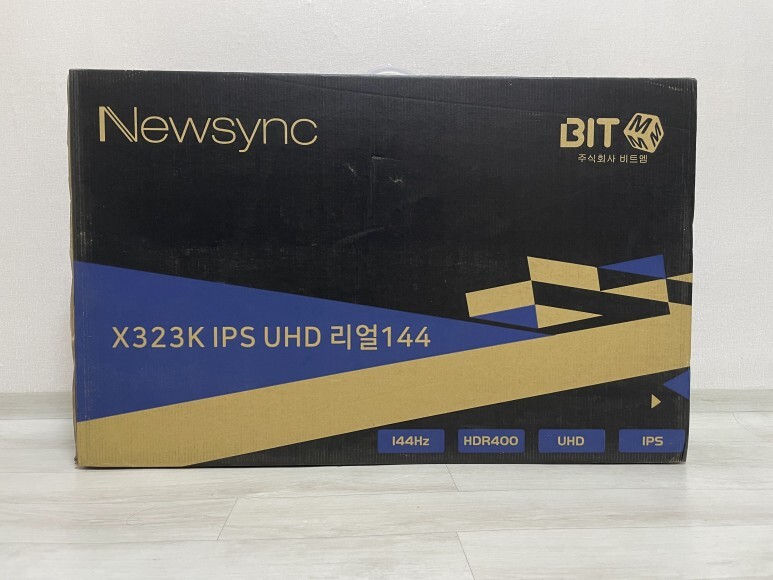 Newsync
BIT MMM
주식회사 비트엠
X323K IPS UHD 리얼144
144Hz
HDR400
UHD
IPS